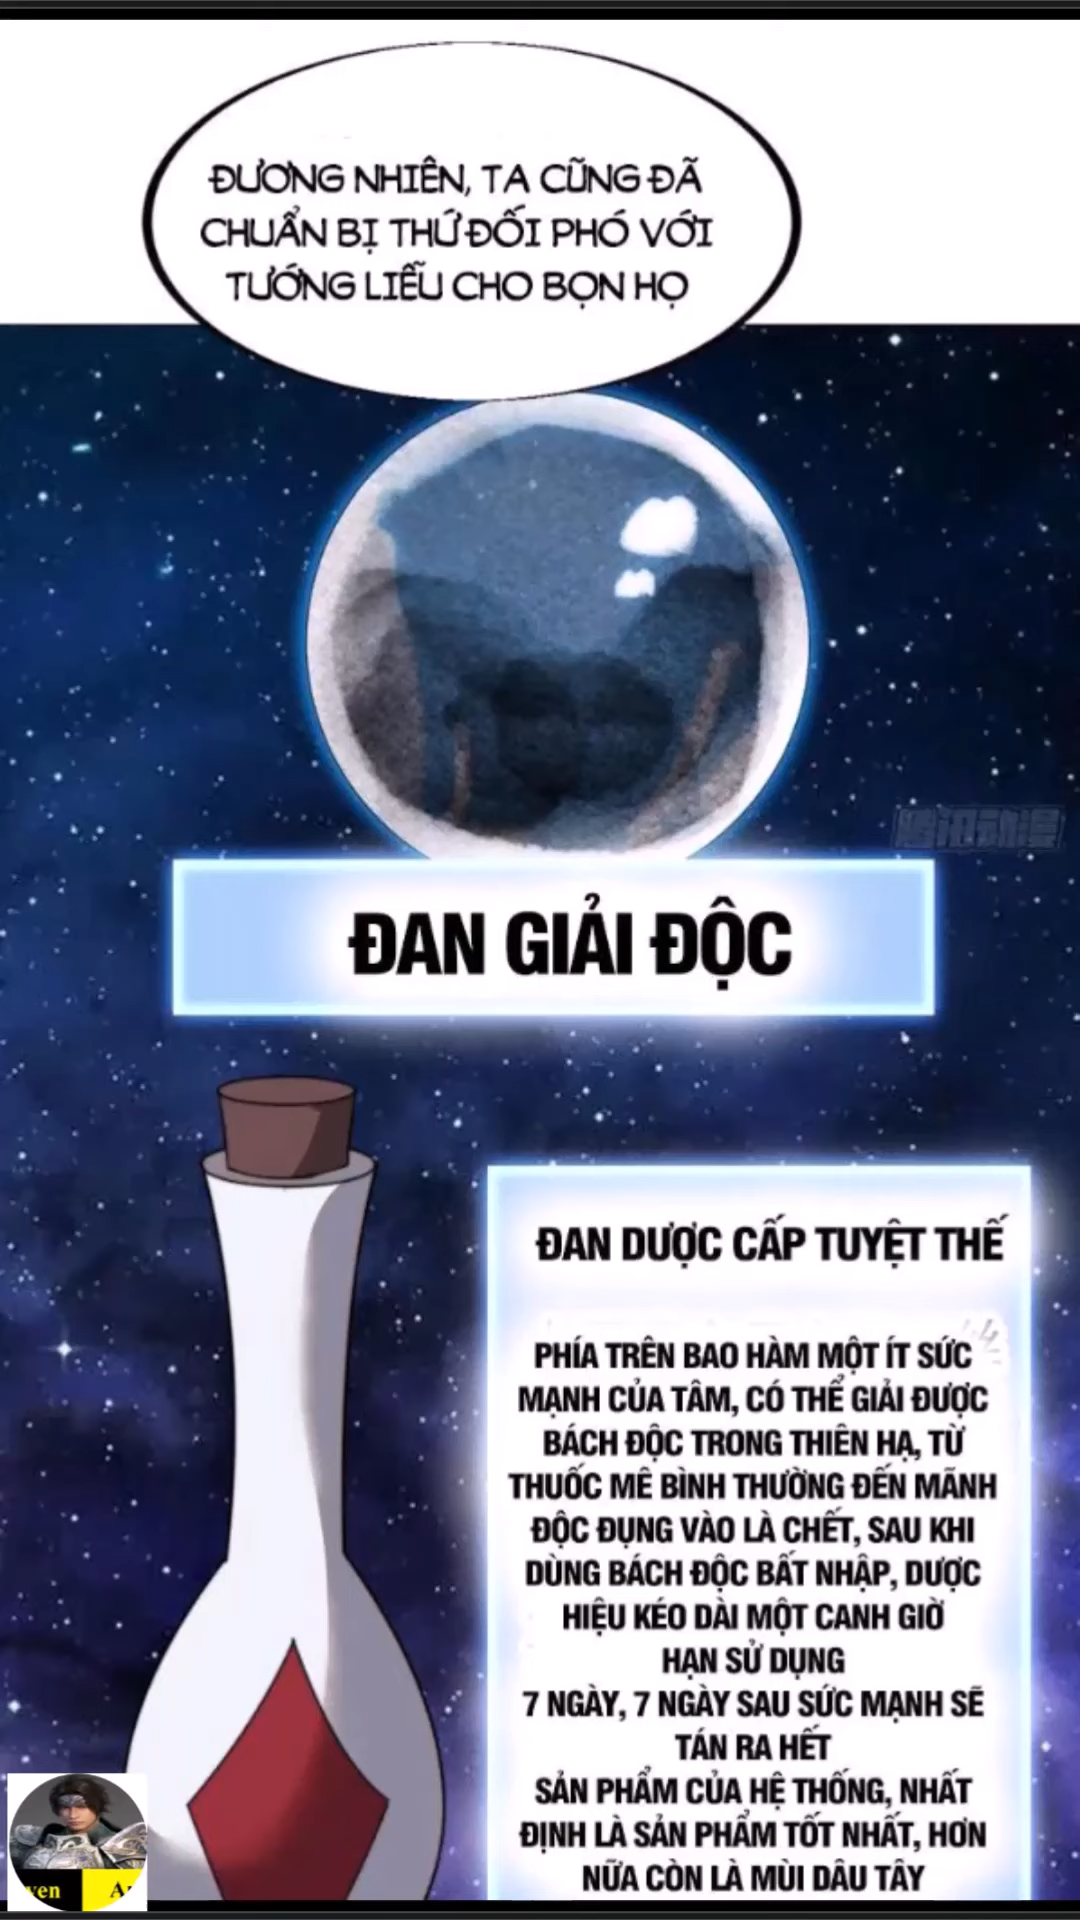 ĐƯƠNG NHIÊN, TA CŨNG ĐÃ
CHUẨN BỊ THỨ ĐỐI PHÓ VỚI
TƯỚNG LIỄU CHO BỌN HỌ
腾讯动漫
ĐAN GIẢI ĐỘC
ĐAN DƯỢC CẤP TUYỆT THẾ
PHÍA TRÊN BAO HÀM MỘT ÍT SỨC
MẠNH CỦA TÂM, CÓ THỂ GIẢI ĐƯỢC
BÁCH ĐỘC TRONG THIÊN HẠ, TỪ
THUỐC MÊ BÌNH THƯỜNG ĐẾN MÃNH
ĐỘC ĐỤNG VÀO LÀ CHẾT, SAU KHI
DÙNG BÁCH ĐỘC BẤT NHẬP, DƯỢC
HIỆU KÉO DÀI MỘT CANH GIỜ
HẠN SỬ DỤNG
7 NGÀY, 7 NGÀY SAU SỨC MẠNH SẼ
TÁN RA HẾT
SẢN PHẨM CỦA HỆ THỐNG, NHẤT
ĐỊNH LÀ SẢN PHẨM TỐT NHẤT, HƠN
NỮA CÒN LÀ MÙI DÂU TÂY